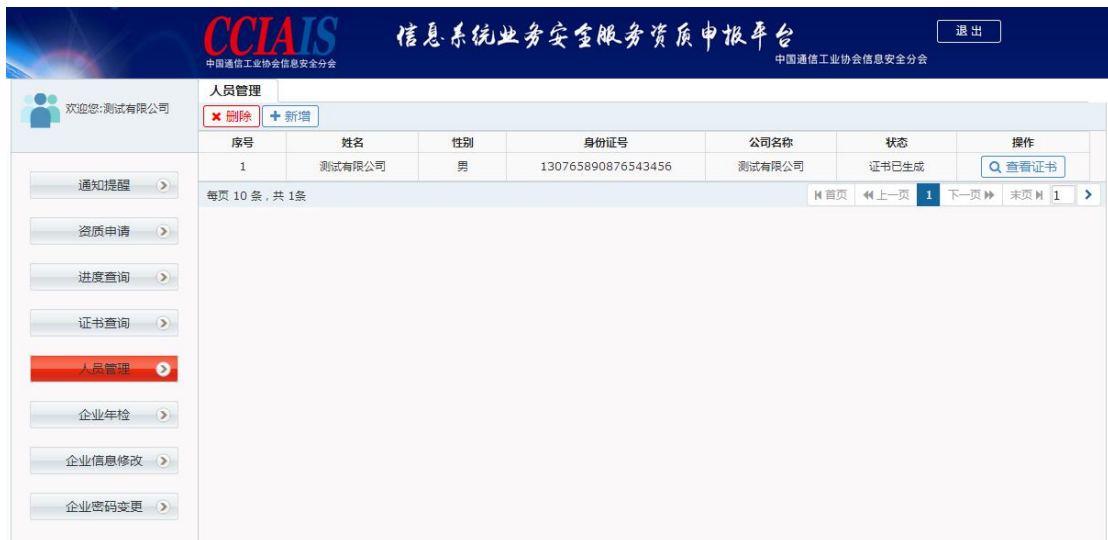 CCIAIS
中国通信工业协会信息安全分会
信息系统业务安全服务资质申报平台
中国通信工业协会信息安全分会
退出
欢迎您:测试有限公司
通知提醒
资质申请
进度查询
证书查询
人员管理
企业年检
企业信息修改
企业密码变更
人员管理
删除 新增
序号 姓名 性别 身份证号 公司名称 状态 操作
1 测试有限公司 男 130765890876543456 测试有限公司 证书已生成 查看证书
每页 10 条 , 共 1条 首页 上一页 1 下一页 末页 1